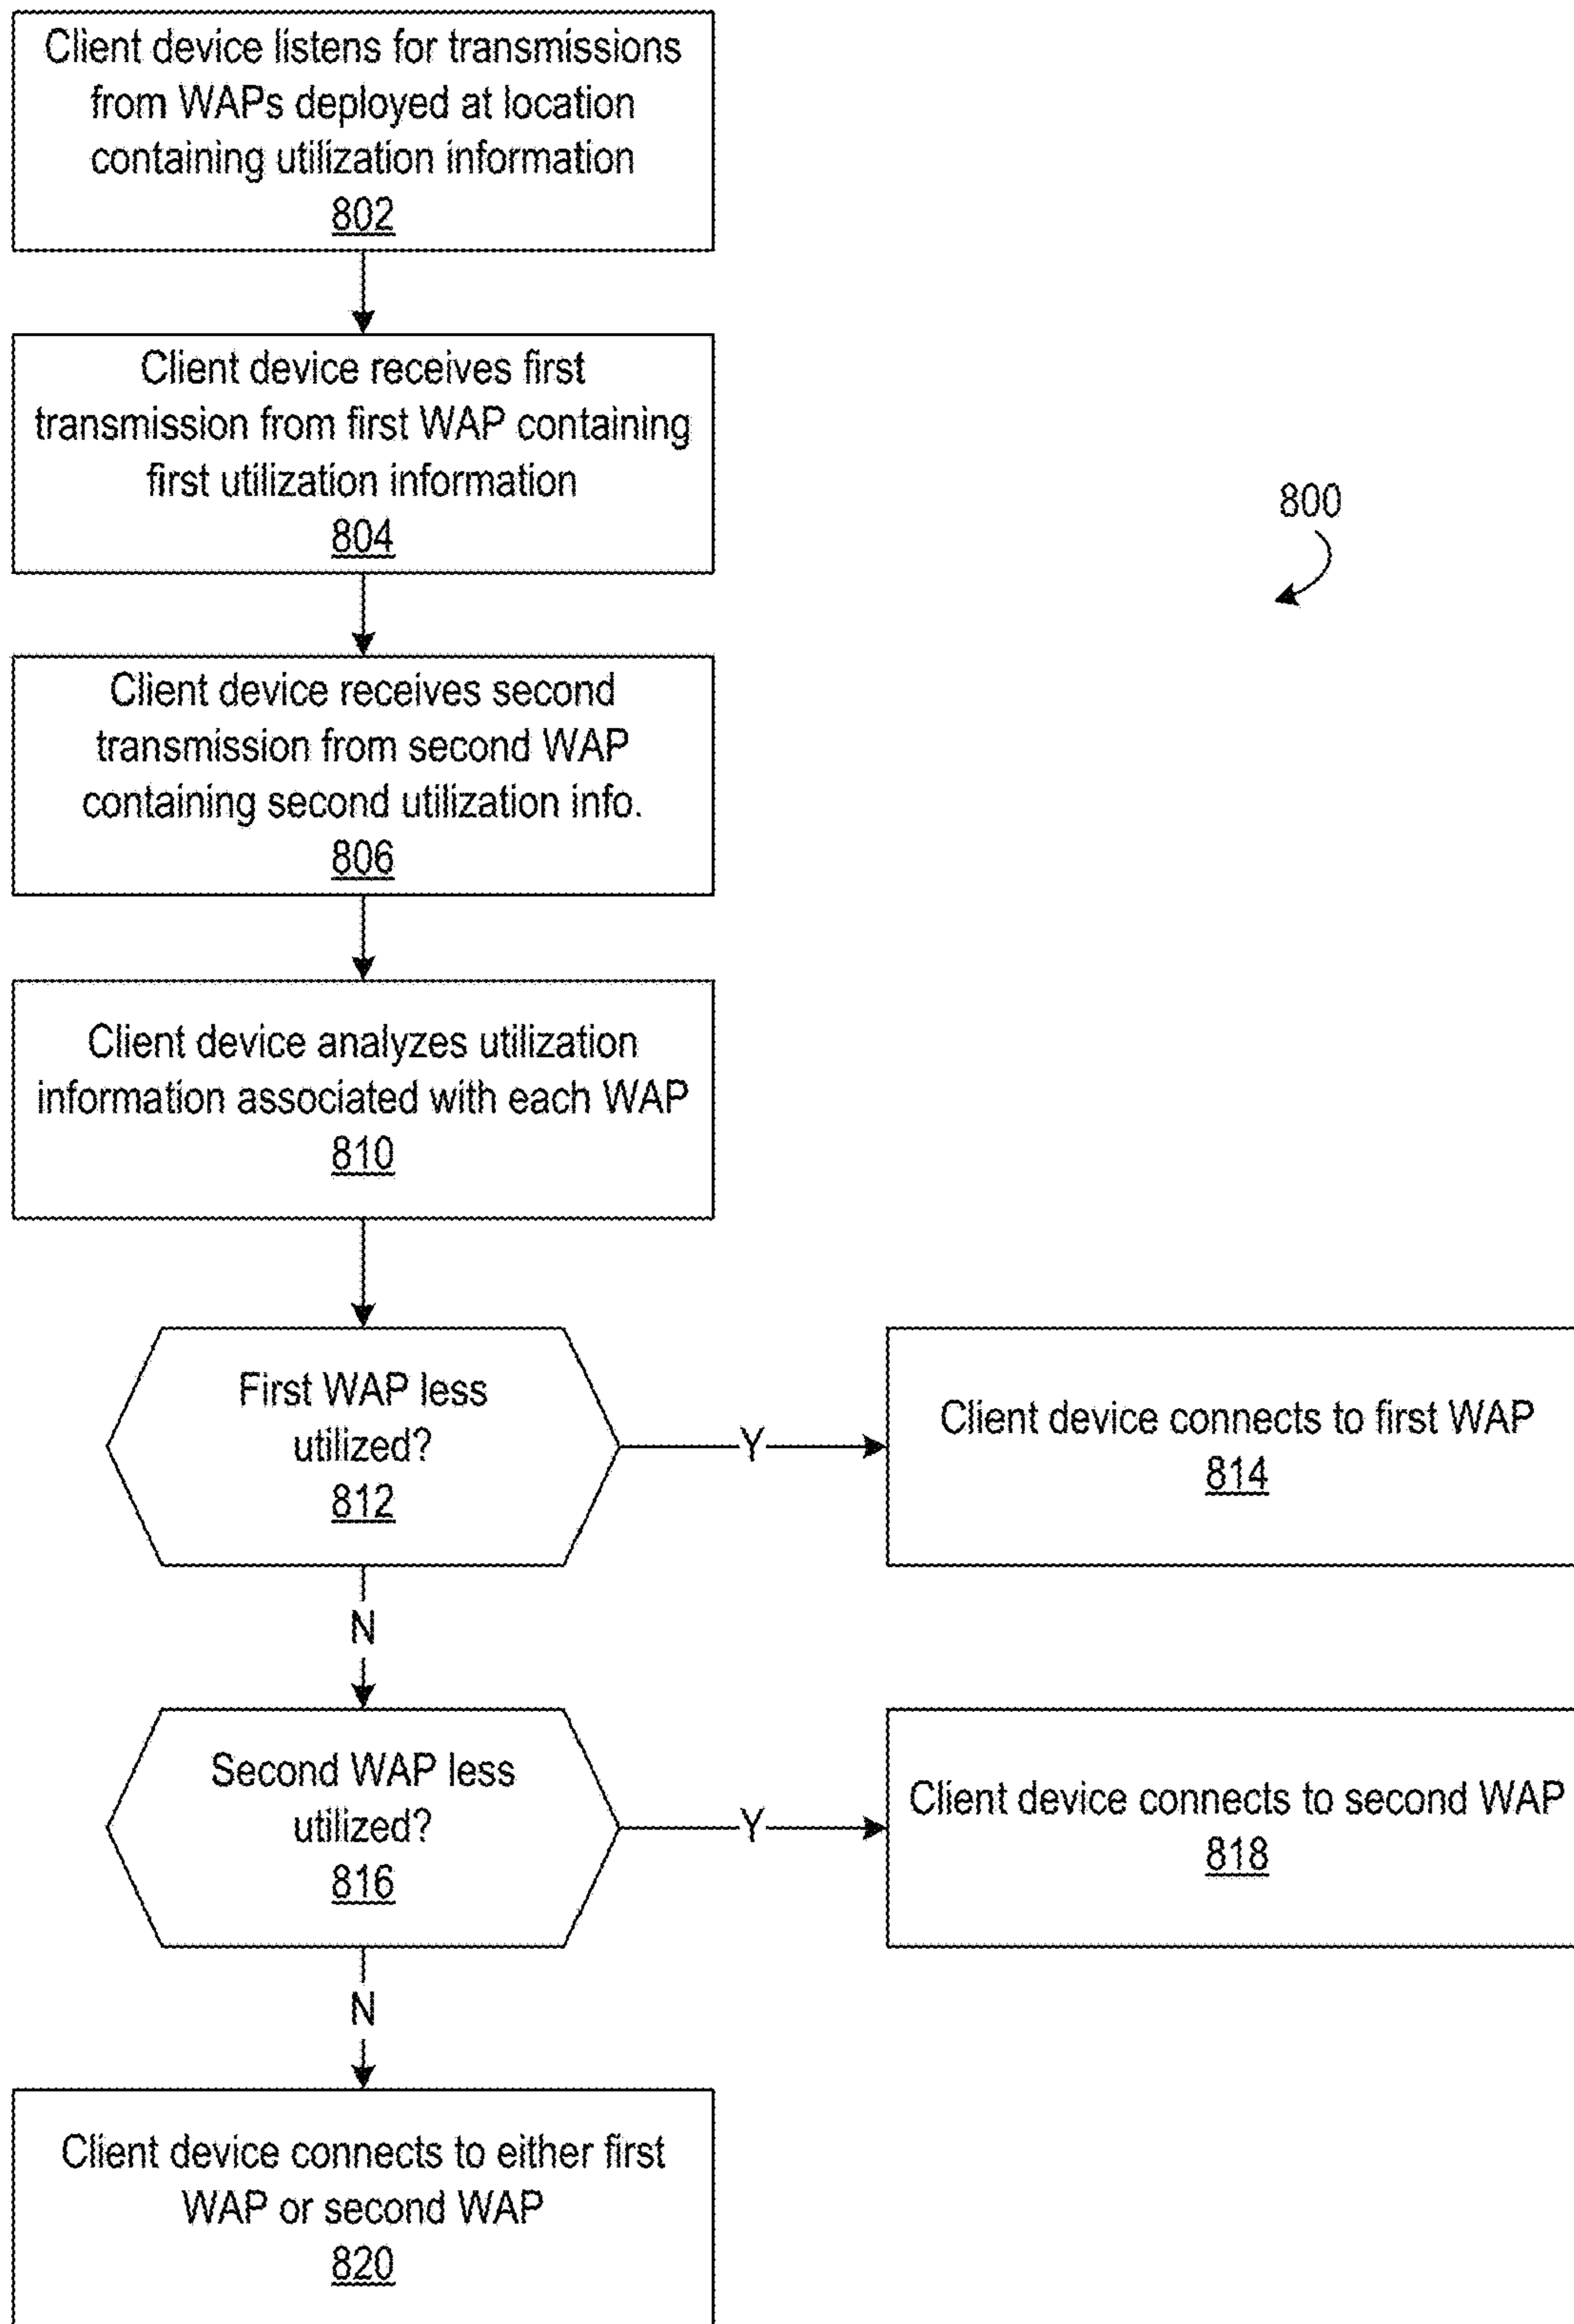 Client device listens for transmissions
from WAPs deployed at location
containing utilization information
802
Client device receives first
transmission from first WAP containing
first utilization information
804
800
Client device receives second
transmission from second WAP
containing second utilization info.
806
Client device analyzes utilization
information associated with each WAP
810
First WAP less
utilized?
812
Y
Client device connects to first WAP
814
N
Second WAP less
utilized?
816
Y
Client device connects to second WAP
818
N
Client device connects to either first
WAP or second WAP
820